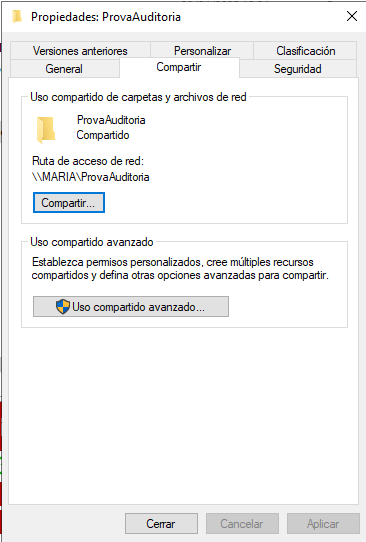 Propiedades: ProvaAuditoria
Versiones anteriores Personalizar Clasificación
General Compartir Seguridad
Uso compartido de carpetas y archivos de red
ProvaAuditoria
Compartido
Ruta de acceso de red:
\\MARIA\ProvaAuditoria
Compartir...
Uso compartido avanzado
Establezca permisos personalizados, cree múltiples recursos
compartidos y defina otras opciones avanzadas para compartir.
Uso compartido avanzado...
Cerrar Cancelar Aplicar